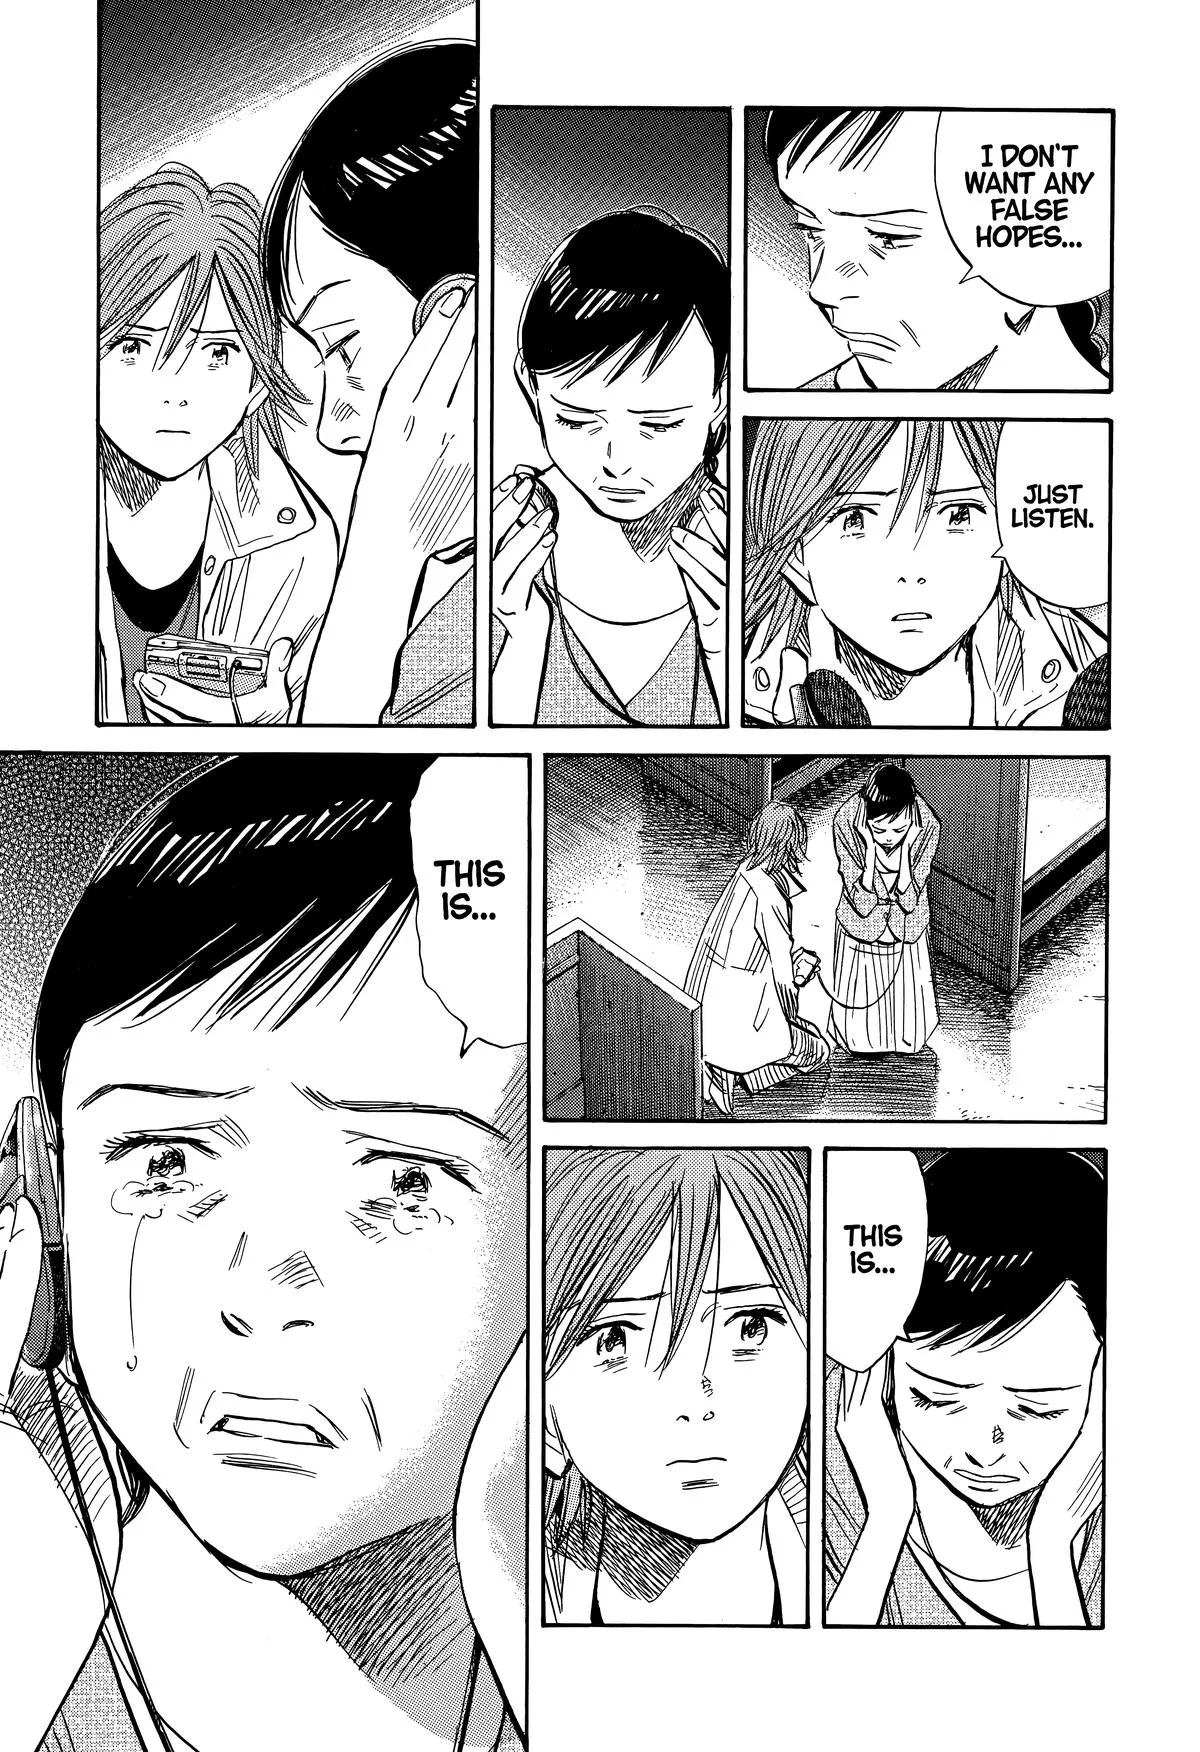 I DON'T
WANT ANY
FALSE
HOPES...
JUST
LISTEN.
THIS
IS...
THIS
IS...